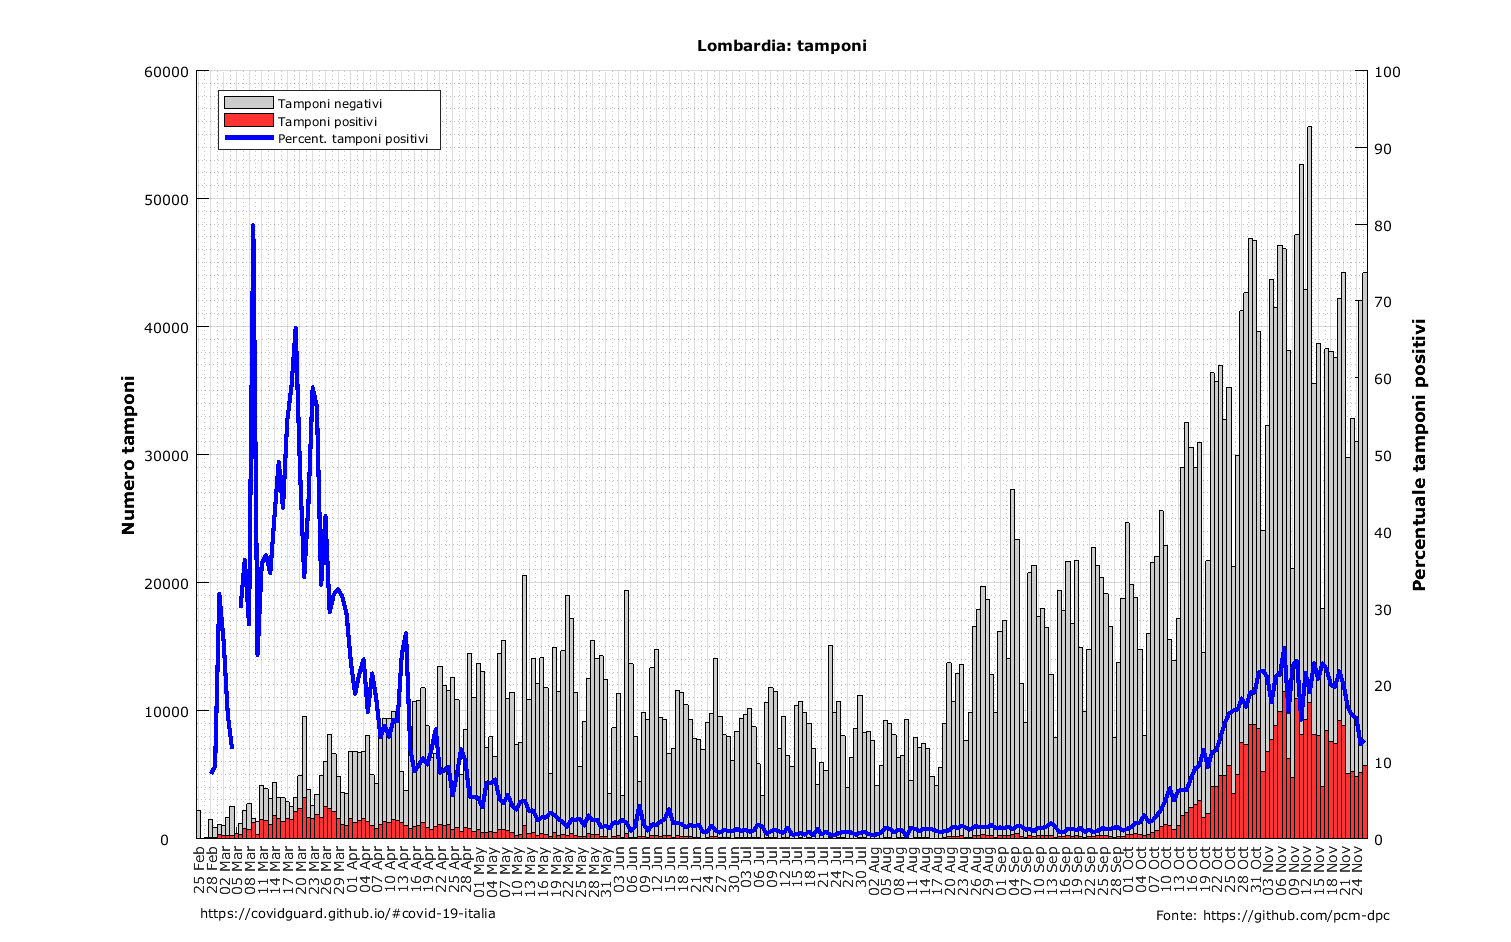 Lombardia: tamponi
60000
50000
40000
30000
20000
10000
0
Numero tamponi
Tamponi negativi
Tamponi positivi
Percent. tamponi positivi
100
90
80
70
60
50
40
30
20
10
0
Percentuale tamponi positivi
25 Feb
28 Feb
02 Mar
05 Mar
08 Mar
11 Mar
14 Mar
17 Mar
20 Mar
23 Mar
26 Mar
29 Mar
01 Apr
04 Apr
07 Apr
10 Apr
13 Apr
16 Apr
19 Apr
22 Apr
25 Apr
28 Apr
01 May
04 May
07 May
10 May
13 May
16 May
19 May
22 May
25 May
28 May
31 May
03 Jun
06 Jun
09 Jun
12 Jun
15 Jun
18 Jun
21 Jun
24 Jun
27 Jun
30 Jun
03 Jul
06 Jul
09 Jul
12 Jul
15 Jul
18 Jul
21 Jul
24 Jul
27 Jul
30 Jul
02 Aug
05 Aug
08 Aug
11 Aug
14 Aug
17 Aug
20 Aug
23 Aug
26 Aug
29 Aug
01 Sep
04 Sep
07 Sep
10 Sep
13 Sep
16 Sep
19 Sep
22 Sep
25 Sep
28 Sep
01 Oct
04 Oct
07 Oct
10 Oct
13 Oct
16 Oct
19 Oct
22 Oct
25 Oct
28 Oct
31 Oct
03 Nov
06 Nov
09 Nov
12 Nov
15 Nov
18 Nov
21 Nov
24 Nov
https://covidguard.github.io/#covid-19-italia
Fonte: https://github.com/pcm-dpc